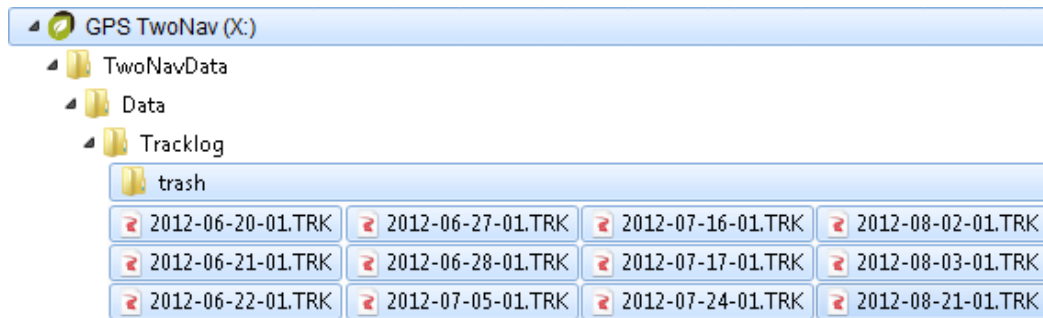 GPS TwoNav (X:)
TwoNavData
Data
Tracklog
trash
2012-06-20-01.TRK 2012-06-27-01.TRK 2012-07-16-01.TRK 2012-08-02-01.TRK
2012-06-21-01.TRK 2012-06-28-01.TRK 2012-07-17-01.TRK 2012-08-03-01.TRK
2012-06-22-01.TRK 2012-07-05-01.TRK 2012-07-24-01.TRK 2012-08-21-01.TRK